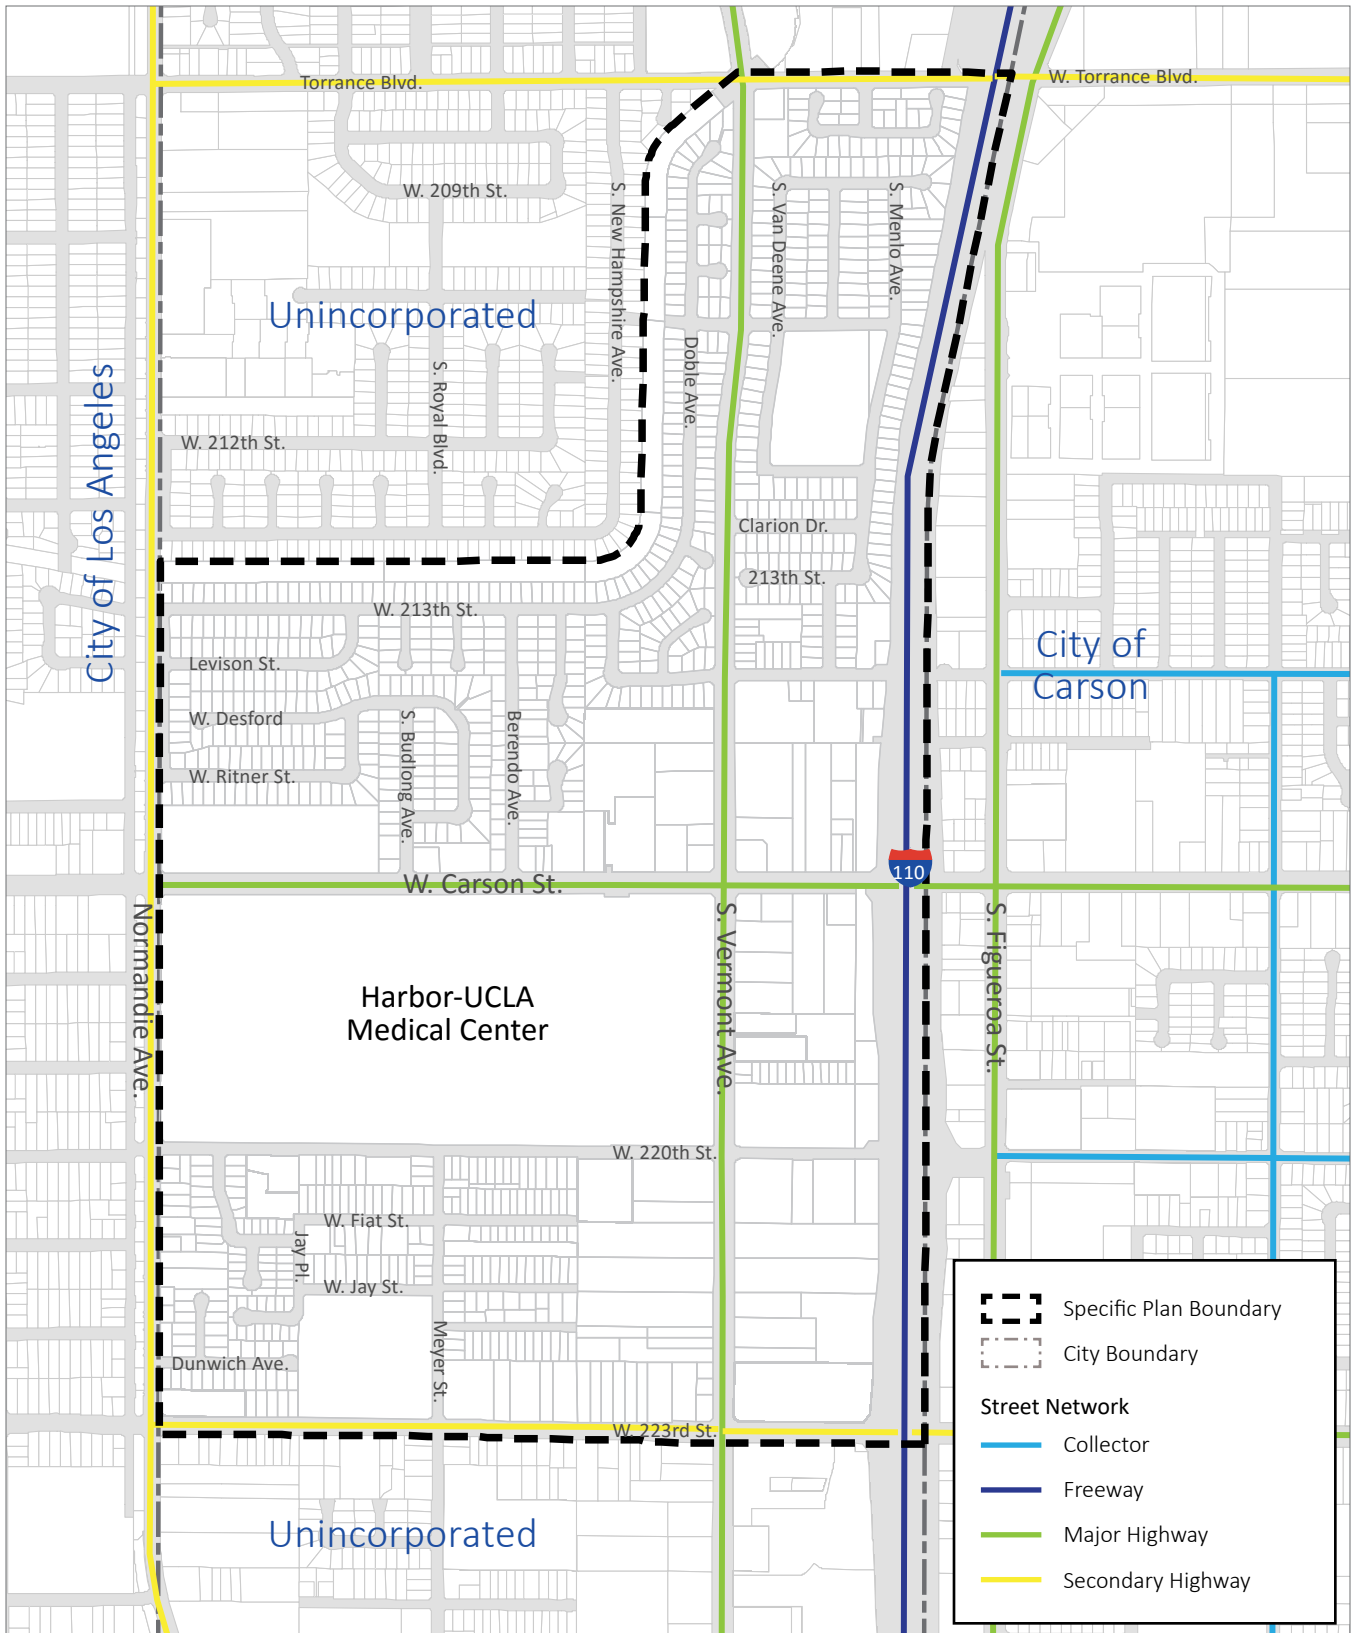 Torrance Blvd.
W. Torrance Blvd.
W. 209th St.
S. New Hampshire Ave.
S. Van Deene Ave.
S. Menlo Ave.
Unincorporated
Doble Ave.
City of Los Angeles
S. Royal Blvd.
W. 212th St.
Clarion Dr.
213th St.
W. 213th St.
City of
Carson
Levison St.
W. Desford
S. Budlong Ave.
Berendo Ave.
W. Ritner St.
110
W. Carson St.
Normandie Ave.
S. Vermont Ave.
S. Figueroa St.
Harbor-UCLA
Medical Center
W. 220th St.
W. Fiat St.
Jay Pl.
W. Jay St.
Meyer St.
Dunwich Ave.
W. 223rd St.
Unincorporated
Specific Plan Boundary
City Boundary
Street Network
Collector
Freeway
Major Highway
Secondary Highway